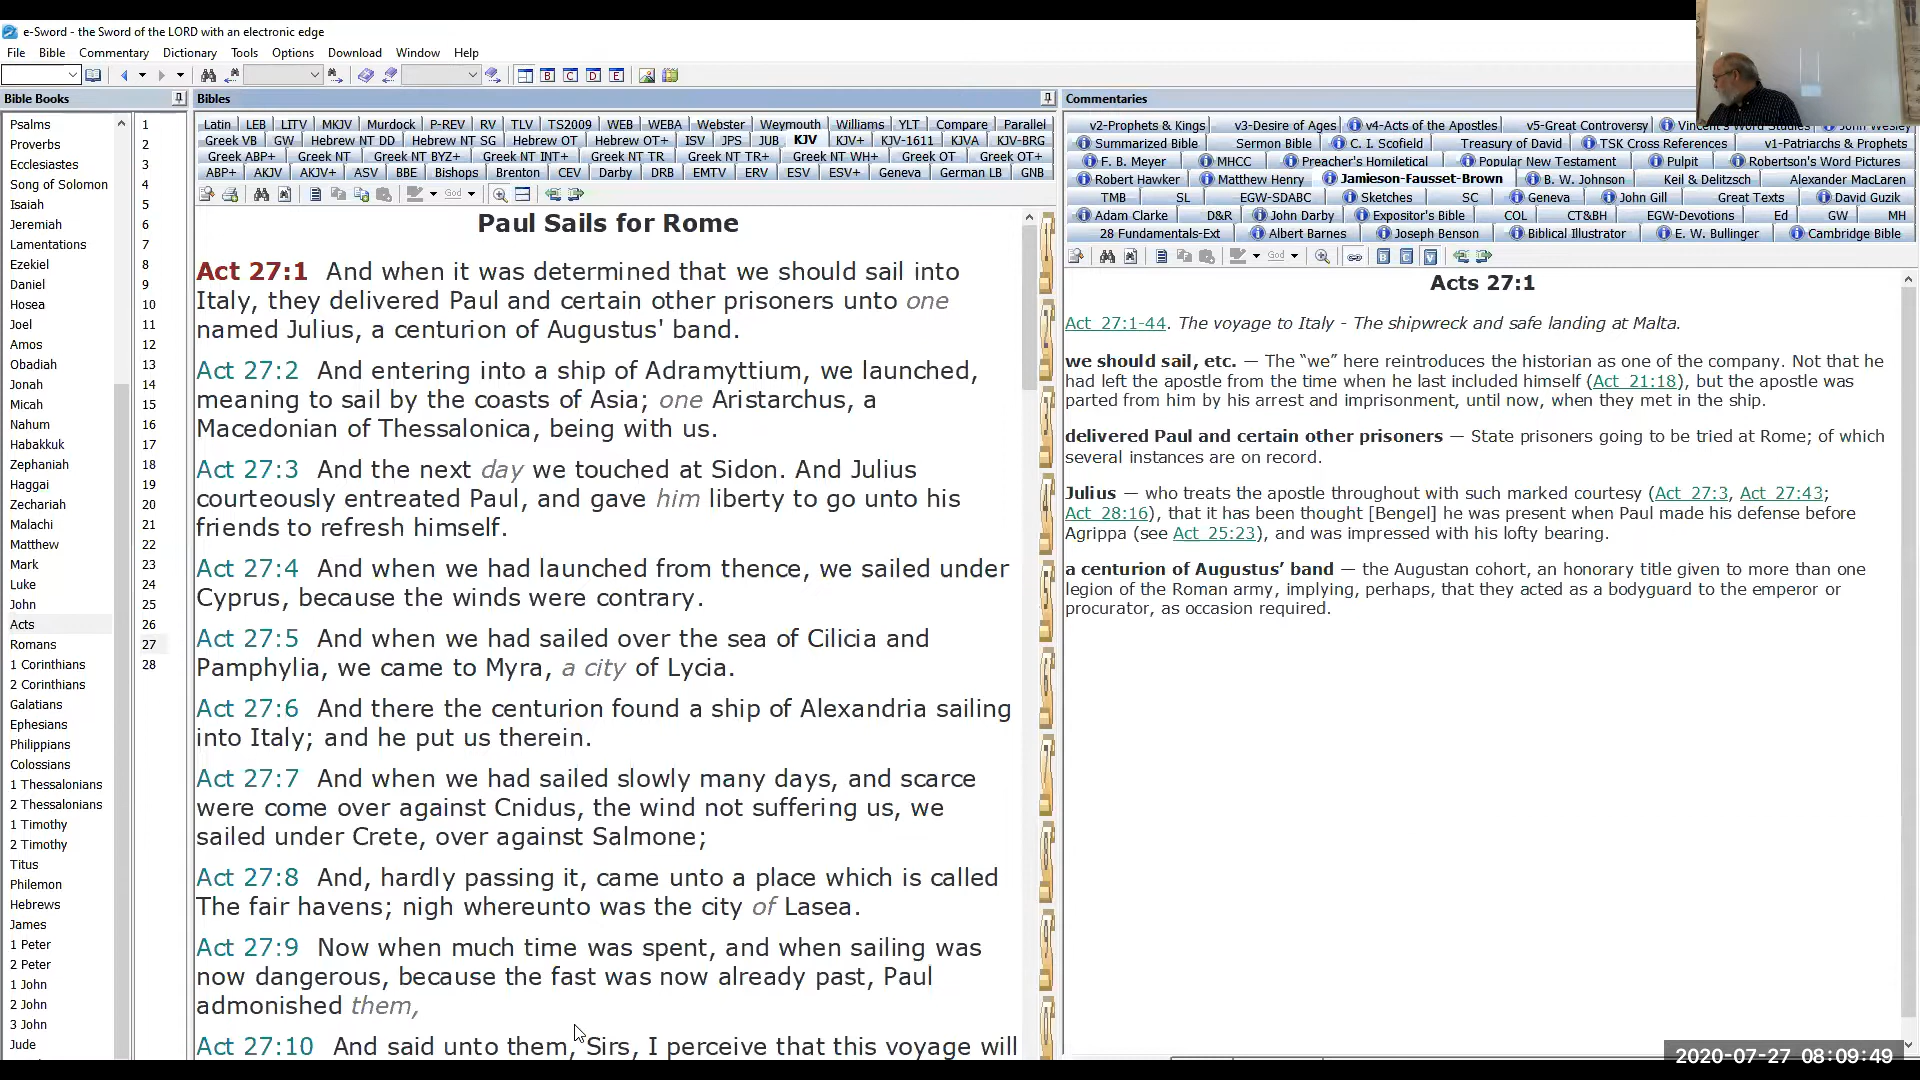 e-Sword - the Sword of the LORD with an electronic edge
File Bible Commentary Dictionary Tools Options Download Window Help
B C D E
Bible Books
Psalms
Proverbs
Ecclesiastes
Song of Solomon
Isaiah
Jeremiah
Lamentations
Ezekiel
Daniel
Hosea
Joel
Amos
Obadiah
Jonah
Micah
Nahum
Habakkuk
Zephaniah
Haggai
Zechariah
Malachi
Matthew
Mark
Luke
John
Acts
Romans
1 Corinthians
2 Corinthians
Galatians
Ephesians
Philippians
Colossians
1 Thessalonians
2 Thessalonians
1 Timothy
2 Timothy
Titus
Philemon
Hebrews
James
1 Peter
2 Peter
1 John
2 John
3 John
Jude
1
2
3
4
5
6
7
8
9
10
11
12
13
14
15
16
17
18
19
20
21
22
23
24
25
26
27
28
Bibles
Latin LEB LITV MKJV Murdock P-REV RV TLV TS2009 WEB WEBA Webster Weymouth Williams YLT Compare Parallel
Greek VB GW Hebrew NT DD Hebrew NT SG Hebrew OT Hebrew OT+ ISV JPS JUB KJV KJV+ KJV-1611 KJVA KJV-BRG
Greek ABP+ Greek NT Greek NT BYZ+ Greek NT INT+ Greek NT TR Greek NT TR+ Greek NT WH+ Greek OT Greek OT+
ABP+ AKJV AKJV+ ASV BBE Bishops Brenton CEV Darby DRB EMTV ERV ESV ESV+ Geneva German LB GNB
God
Paul Sails for Rome
Act 27:1 And when it was determined that we should sail into
Italy, they delivered Paul and certain other prisoners unto one
named Julius, a centurion of Augustus' band.
Act 27:2 And entering into a ship of Adramyttium, we launched,
meaning to sail by the coasts of Asia; one Aristarchus, a
Macedonian of Thessalonica, being with us.
Act 27:3 And the next day we touched at Sidon. And Julius
courteously entreated Paul, and gave him liberty to go unto his
friends to refresh himself.
Act 27:4 And when we had launched from thence, we sailed under
Cyprus, because the winds were contrary.
Act 27:5 And when we had sailed over the sea of Cilicia and
Pamphylia, we came to Myra, a city of Lycia.
Act 27:6 And there the centurion found a ship of Alexandria sailing
into Italy; and he put us therein.
Act 27:7 And when we had sailed slowly many days, and scarce
were come over against Cnidus, the wind not suffering us, we
sailed under Crete, over against Salmone;
Act 27:8 And, hardly passing it, came unto a place which is called
The fair havens; nigh whereunto was the city of Lasea.
Act 27:9 Now when much time was spent, and when sailing was
now dangerous, because the fast was now already past, Paul
admonished them,
Act 27:10 And said unto them, Sirs, I perceive that this voyage will
Commentaries
v2-Prophets & Kings v3-Desire of Ages v4-Acts of the Apostles v5-Great Controversy Vincent's Word Studies John Wesley
Summarized Bible Sermon Bible C. I. Scofield Treasury of David TSK Cross References v1-Patriarchs & Prophets
F. B. Meyer MHCC Preacher's Homiletical Popular New Testament Pulpit Robertson's Word Pictures
Robert Hawker Matthew Henry Jamieson-Fausset-Brown B. W. Johnson Keil & Delitzsch Alexander MacLaren
TMB SL EGW-SDABC Sketches SC Geneva John Gill Great Texts David Guzik
Adam Clarke D&R John Darby Expositor's Bible COL CT&BH EGW-Devotions Ed GW MH
28 Fundamentals-Ext Albert Barnes Joseph Benson Biblical Illustrator E. W. Bullinger Cambridge Bible
God B C V
Acts 27:1
Act_27:1-44. The voyage to Italy - The shipwreck and safe landing at Malta.
we should sail, etc. — The “we” here reintroduces the historian as one of the company. Not that he
had left the apostle from the time when he last included himself (Act_21:18), but the apostle was
parted from him by his arrest and imprisonment, until now, when they met in the ship.
delivered Paul and certain other prisoners — State prisoners going to be tried at Rome; of which
several instances are on record.
Julius — who treats the apostle throughout with such marked courtesy (Act_27:3, Act_27:43;
Act_28:16), that it has been thought [Bengel] he was present when Paul made his defense before
Agrippa (see Act_25:23), and was impressed with his lofty bearing.
a centurion of Augustus’ band — the Augustan cohort, an honorary title given to more than one
legion of the Roman army, implying, perhaps, that they acted as a bodyguard to the emperor or
procurator, as occasion required.
2020-07-27 08:09:49